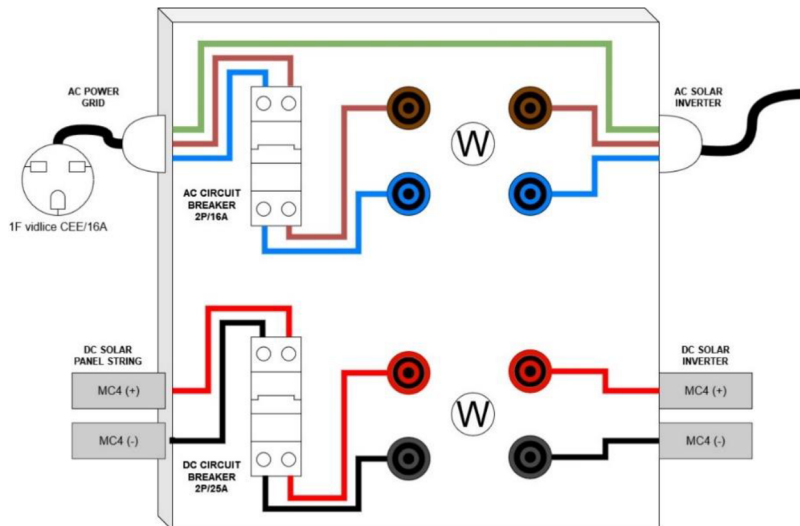 AC POWER
GRID
1F vidlice CEE/16A
AC CIRCUIT
BREAKER
2P/16A
W
AC SOLAR
INVERTER
DC SOLAR
PANEL STRING
MC4 (+)
MC4 (-)
DC CIRCUIT
BREAKER
2P/25A
W
DC SOLAR
INVERTER
MC4 (+)
MC4 (-)